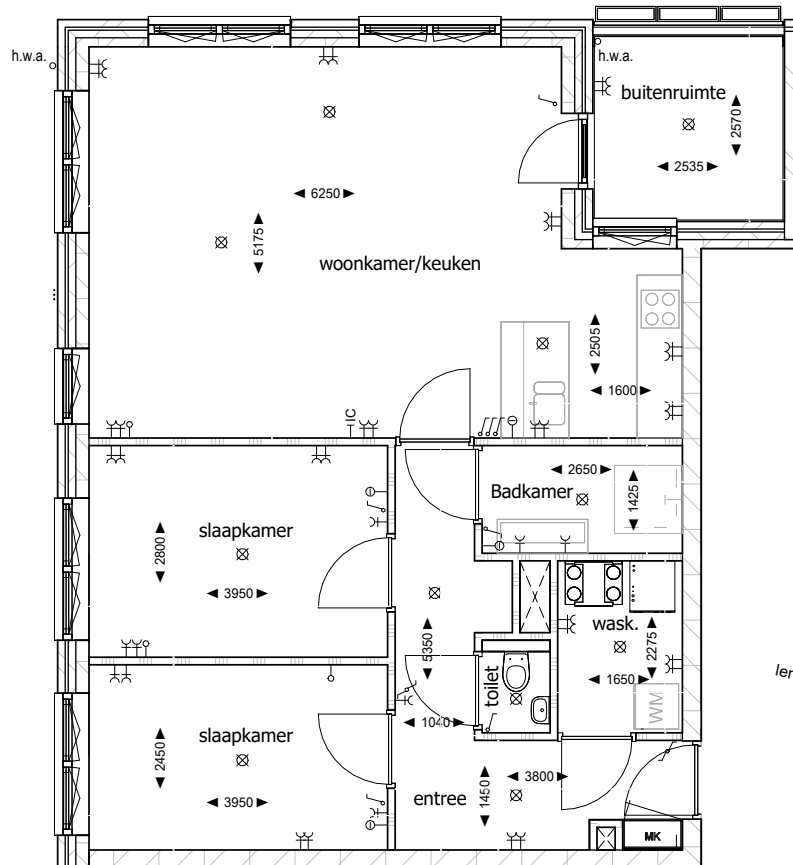 h.w.a.
h.w.a.
buitenruimte
2570
2535
6250
5175
woonkamer/keuken
2505
1600
IC
2650
Badkamer
1425
slaapkamer
2800
3950
wask.
5350
2275
1650
toilet
WM
1040
slaapkamer
2450
3950
3800
entree
1450
MK
ler